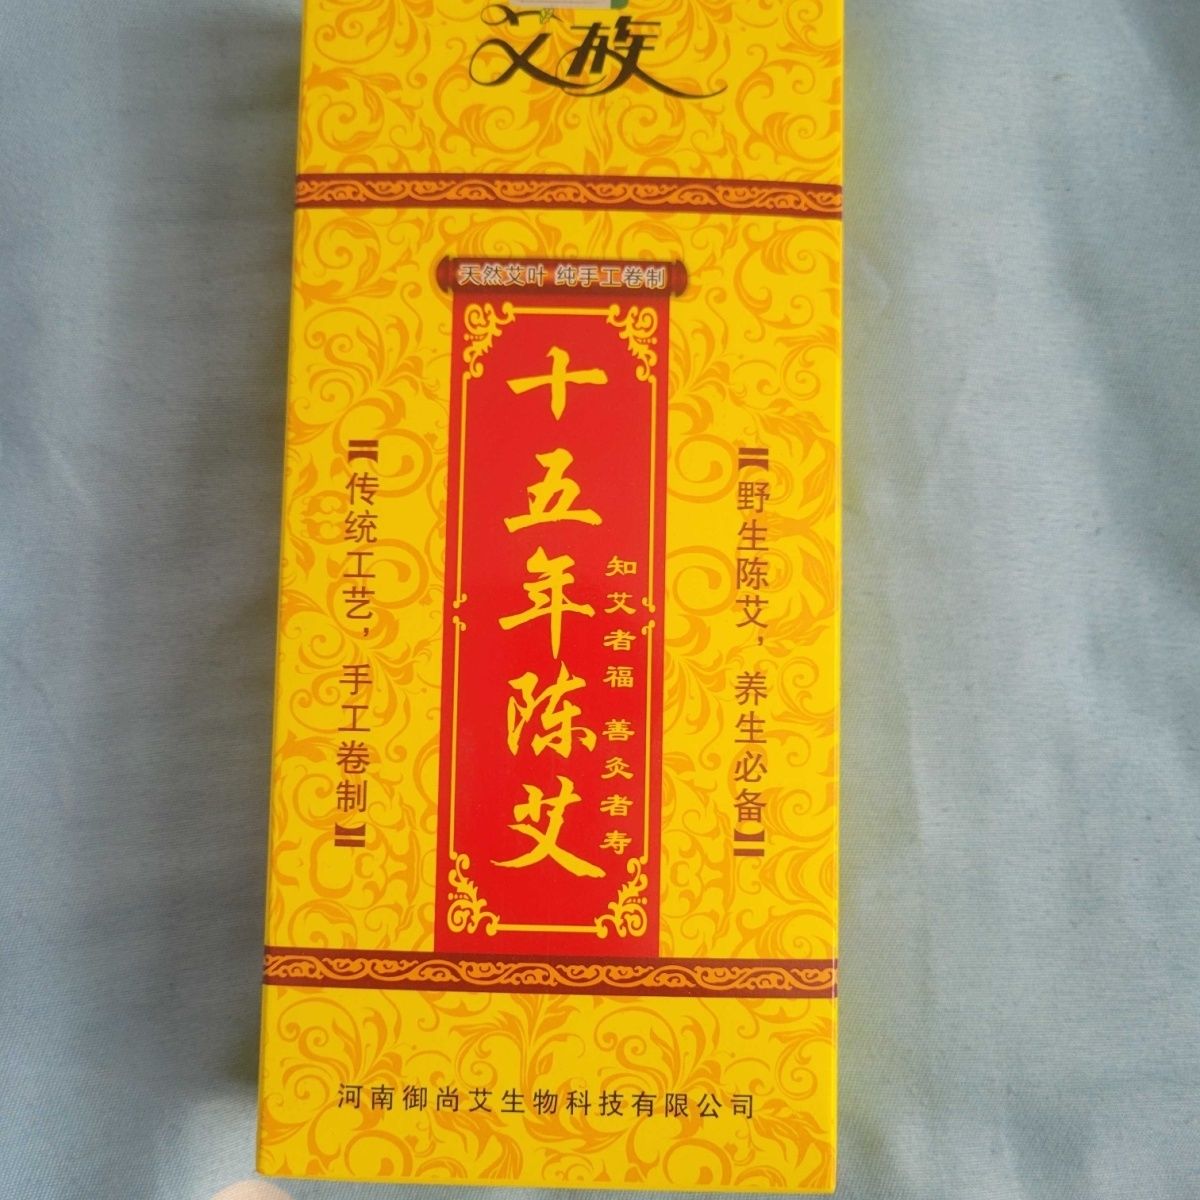 艾族
天然艾叶 纯手工卷制
十五年陈艾
知艾者福 善灸者寿
【野生陈艾，养生必备】
【传统工艺，手工卷制】
河南御尚艾生物科技有限公司